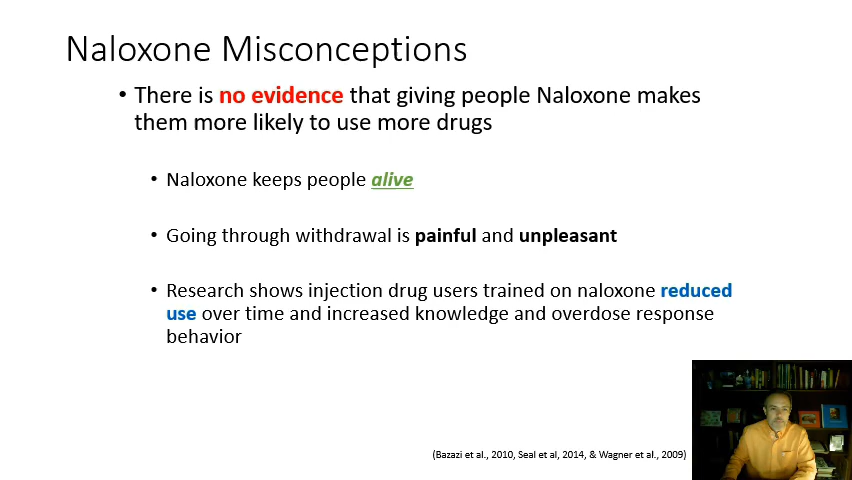 Naloxone Misconceptions
• There is no evidence that giving people Naloxone makes
them more likely to use more drugs
• Naloxone keeps people alive
• Going through withdrawal is painful and unpleasant
• Research shows injection drug users trained on naloxone reduced
use over time and increased knowledge and overdose response
behavior
(Bazazi et al., 2010, Seal et al, 2014, & Wagner et al., 2009)